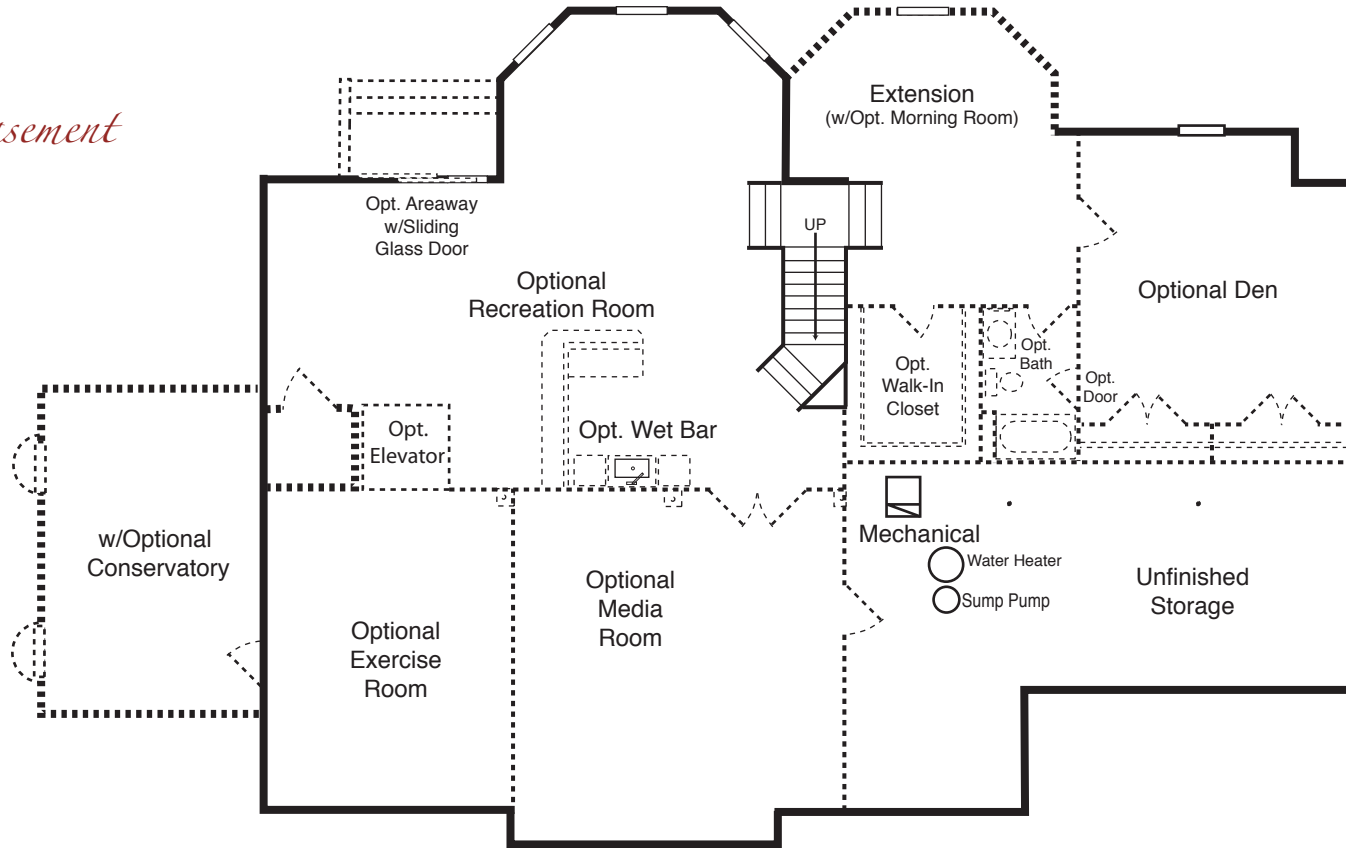 Extension
(w/Opt. Morning Room)
Opt. Areaway
w/Sliding
Glass Door
UP
Optional
Recreation Room
Optional Den
Opt.
Walk-In
Closet
Opt.
Bath
Opt.
Door
Opt.
Elevator
Opt. Wet Bar
w/Optional
Conservatory
Mechanical
Water Heater
Sump Pump
Unfinished
Storage
Optional
Media
Room
Optional
Exercise
Room